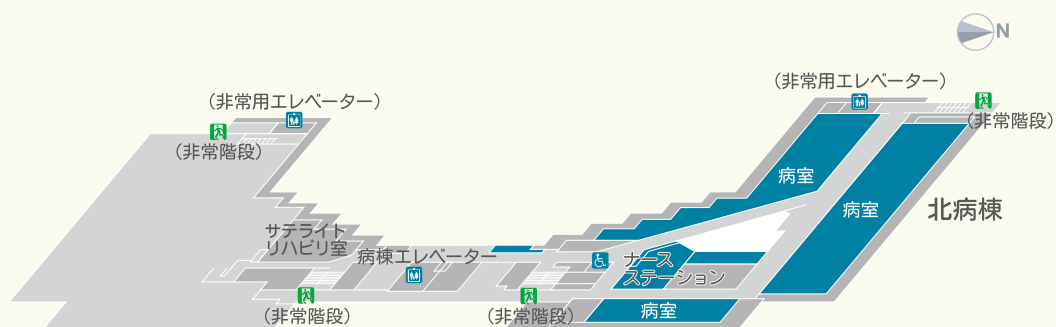 N
(非常用エレベーター)
(非常用エレベーター)
(非常階段)
(非常階段)
病室
病室
北病棟
サテライト
リハビリ室
病棟エレベーター
ナース
ステーション
(非常階段)
(非常階段)
病室